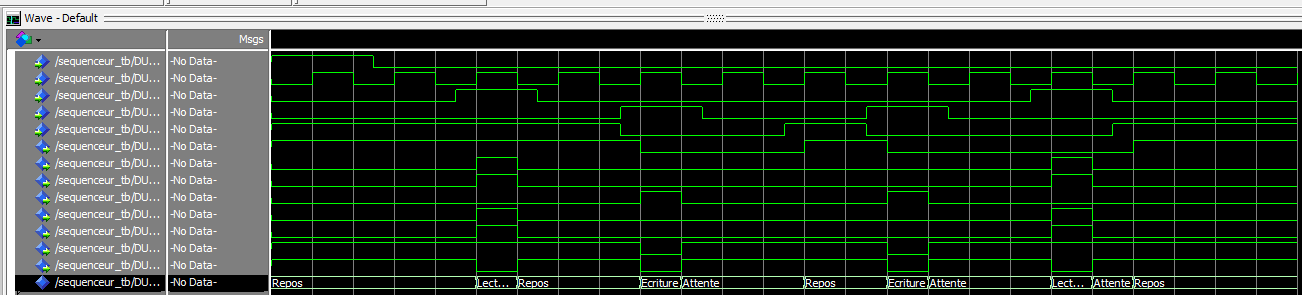 Wave - Default
Msgs
/sequenceur_tb/DU... -No Data-
/sequenceur_tb/DU... -No Data-
/sequenceur_tb/DU... -No Data-
/sequenceur_tb/DU... -No Data-
/sequenceur_tb/DU... -No Data-
/sequenceur_tb/DU... -No Data-
/sequenceur_tb/DU... -No Data-
/sequenceur_tb/DU... -No Data-
/sequenceur_tb/DU... -No Data-
/sequenceur_tb/DU... -No Data-
/sequenceur_tb/DU... -No Data-
/sequenceur_tb/DU... -No Data-
/sequenceur_tb/DU... -No Data-
/sequenceur_tb/DU... -No Data- Repos Lect... Repos Ecriture Attente Repos Ecriture Attente Lect... Attente Repos